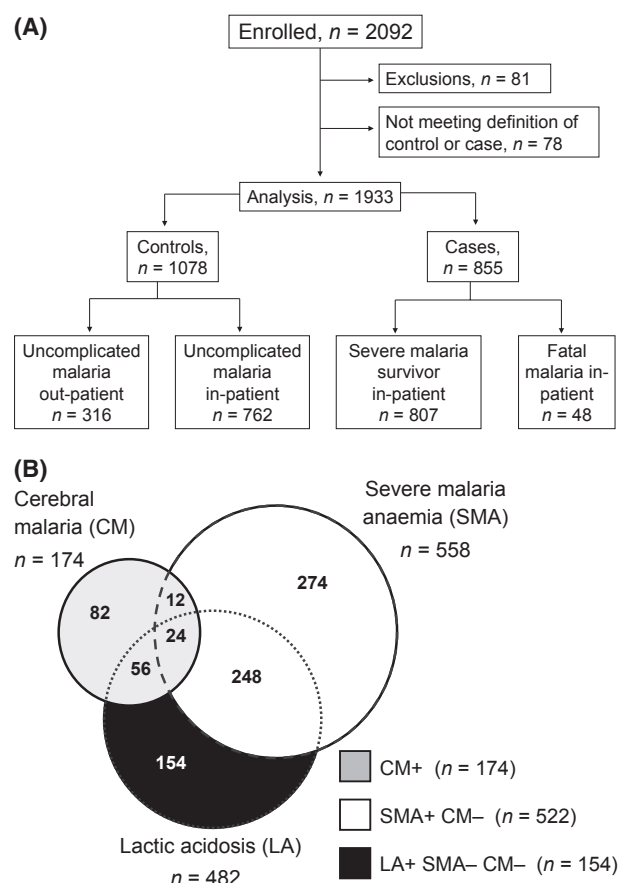 (A)
Enrolled, n = 2092
Exclusions, n = 81
Not meeting definition of
control or case, n = 78
Analysis, n = 1933
Controls,
n = 1078
Cases,
n = 855
Uncomplicated
malaria
out-patient
n = 316
Uncomplicated
malaria
in-patient
n = 762
Severe malaria
survivor
in-patient
n = 807
Fatal
malaria in-
patient
n = 48
(B)
Cerebral
malaria (CM)
n = 174
Severe malaria
anaemia (SMA)
n = 558
82
12
24
56
274
248
154
Lactic acidosis (LA)
n = 482
CM+ (n = 174)
SMA+ CM– (n = 522)
LA+ SMA– CM– (n = 154)